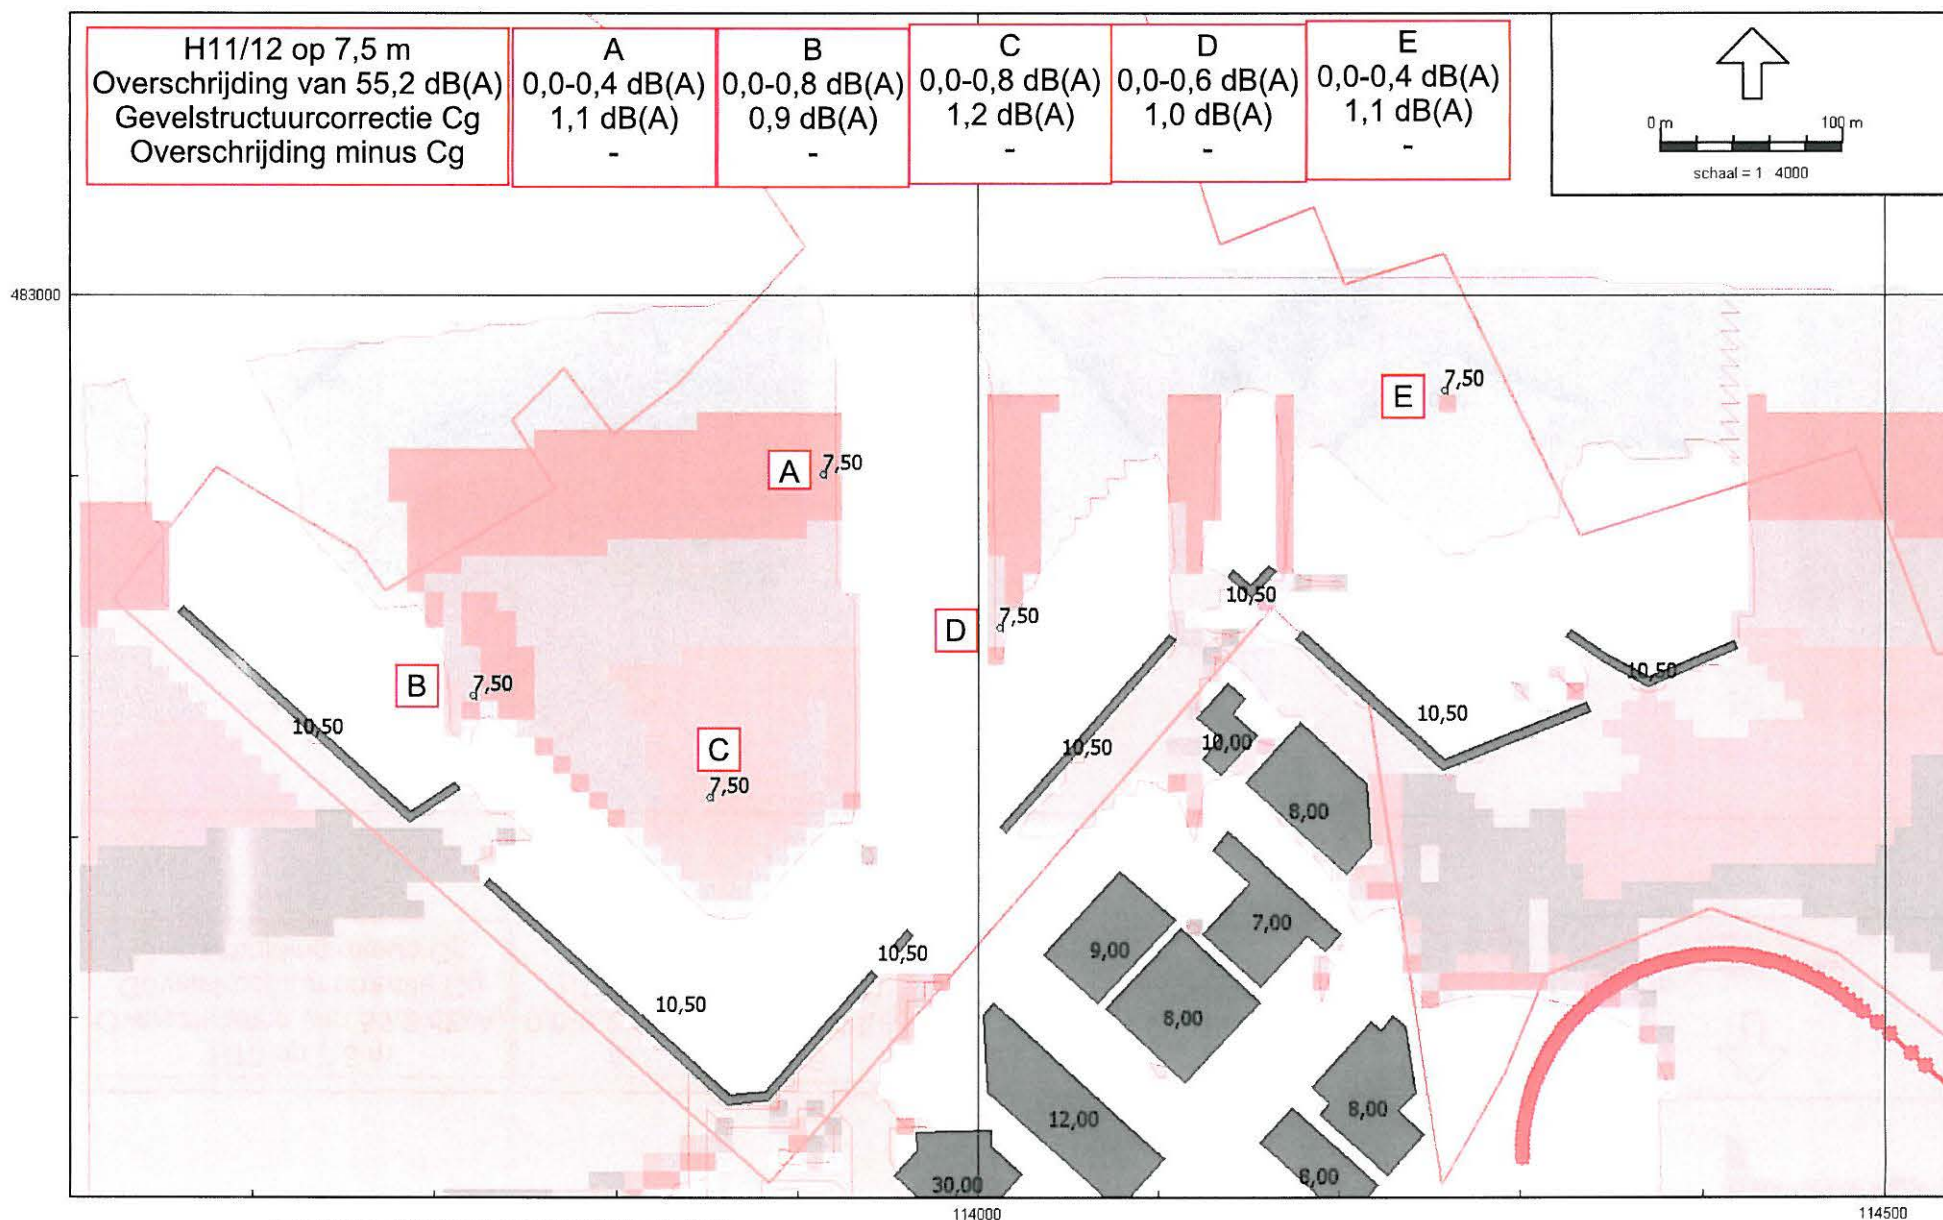 H11/12 op 7,5 m
Overschrijding van 55,2 dB(A)
Gevelstructuurcorrectie Cg
Overschrijding minus Cg
A
0,0-0,4 dB(A)
1,1 dB(A)
-
B
0,0-0,8 dB(A)
0,9 dB(A)
-
C
0,0-0,8 dB(A)
1,2 dB(A)
-
D
0,0-0,6 dB(A)
1,0 dB(A)
-
E
0,0-0,4 dB(A)
1,1 dB(A)
-
0 m
100 m
schaal = 1 4000
483000
E
7,50
A
7,50
10,50
D
7,50
B
7,50
10,50
10,50
C
7,50
10,50
10,50
10,00
10,50
8,00
10,50
10,50
9,00
7,00
8,00
12,00
8,00
8,00
30,00
114000
114500